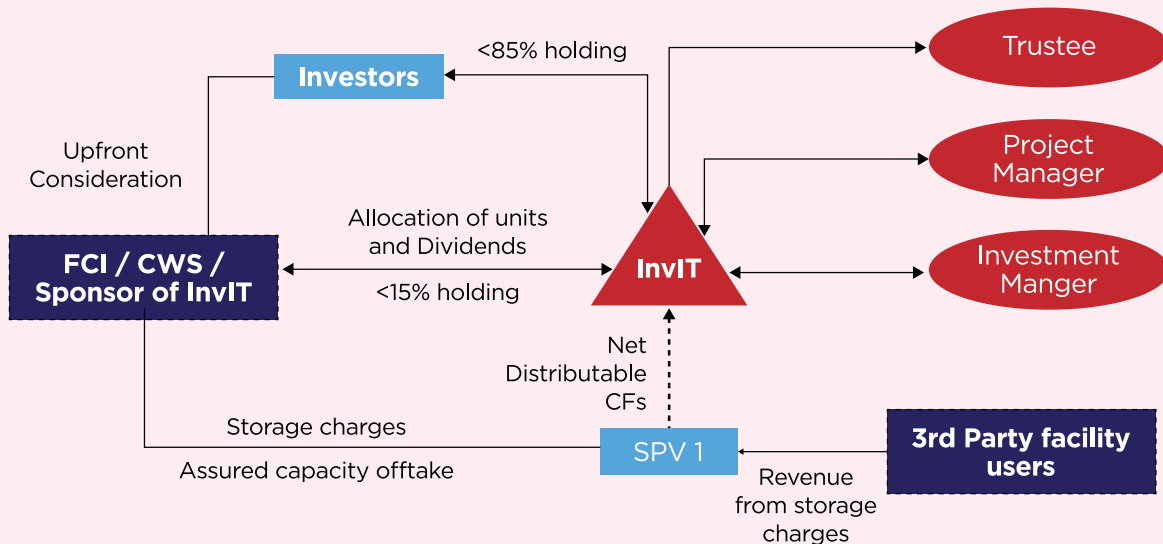 Trustee
<85% holding
Investors
Project
Manager
Upfront
Consideration
Allocation of units
and Dividends
FCI / CWS /
Sponsor of InvIT
InvIT
Investment
Manger
<15% holding
Net
Distributable
CFs
Storage charges
Assured capacity offtake
SPV 1
3rd Party facility
users
Revenue
from storage
charges